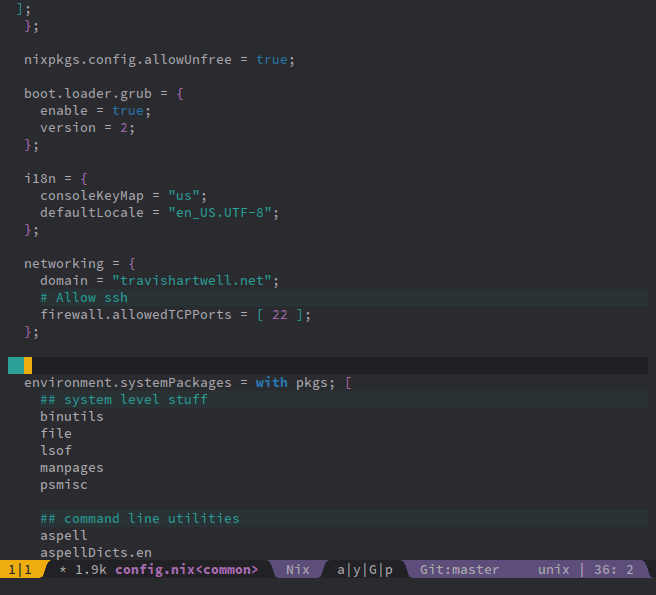 ];
};
nixpkgs.config.allowUnfree = true;
boot.loader.grub = {
enable = true;
version = 2;
};
i18n = {
consoleKeyMap = "us";
defaultLocale = "en_US.UTF-8";
};
networking = {
domain = "travishartwell.net";
# Allow ssh
firewall.allowedTCPPorts = [ 22 ];
};
environment.systemPackages = with pkgs; [
## system level stuff
binutils
file
lsof
manpages
psmisc
## command line utilities
aspell
aspellDicts.en
1|1 * 1.9k config.nix<common> Nix a|y|G|p Git:master unix | 36: 2